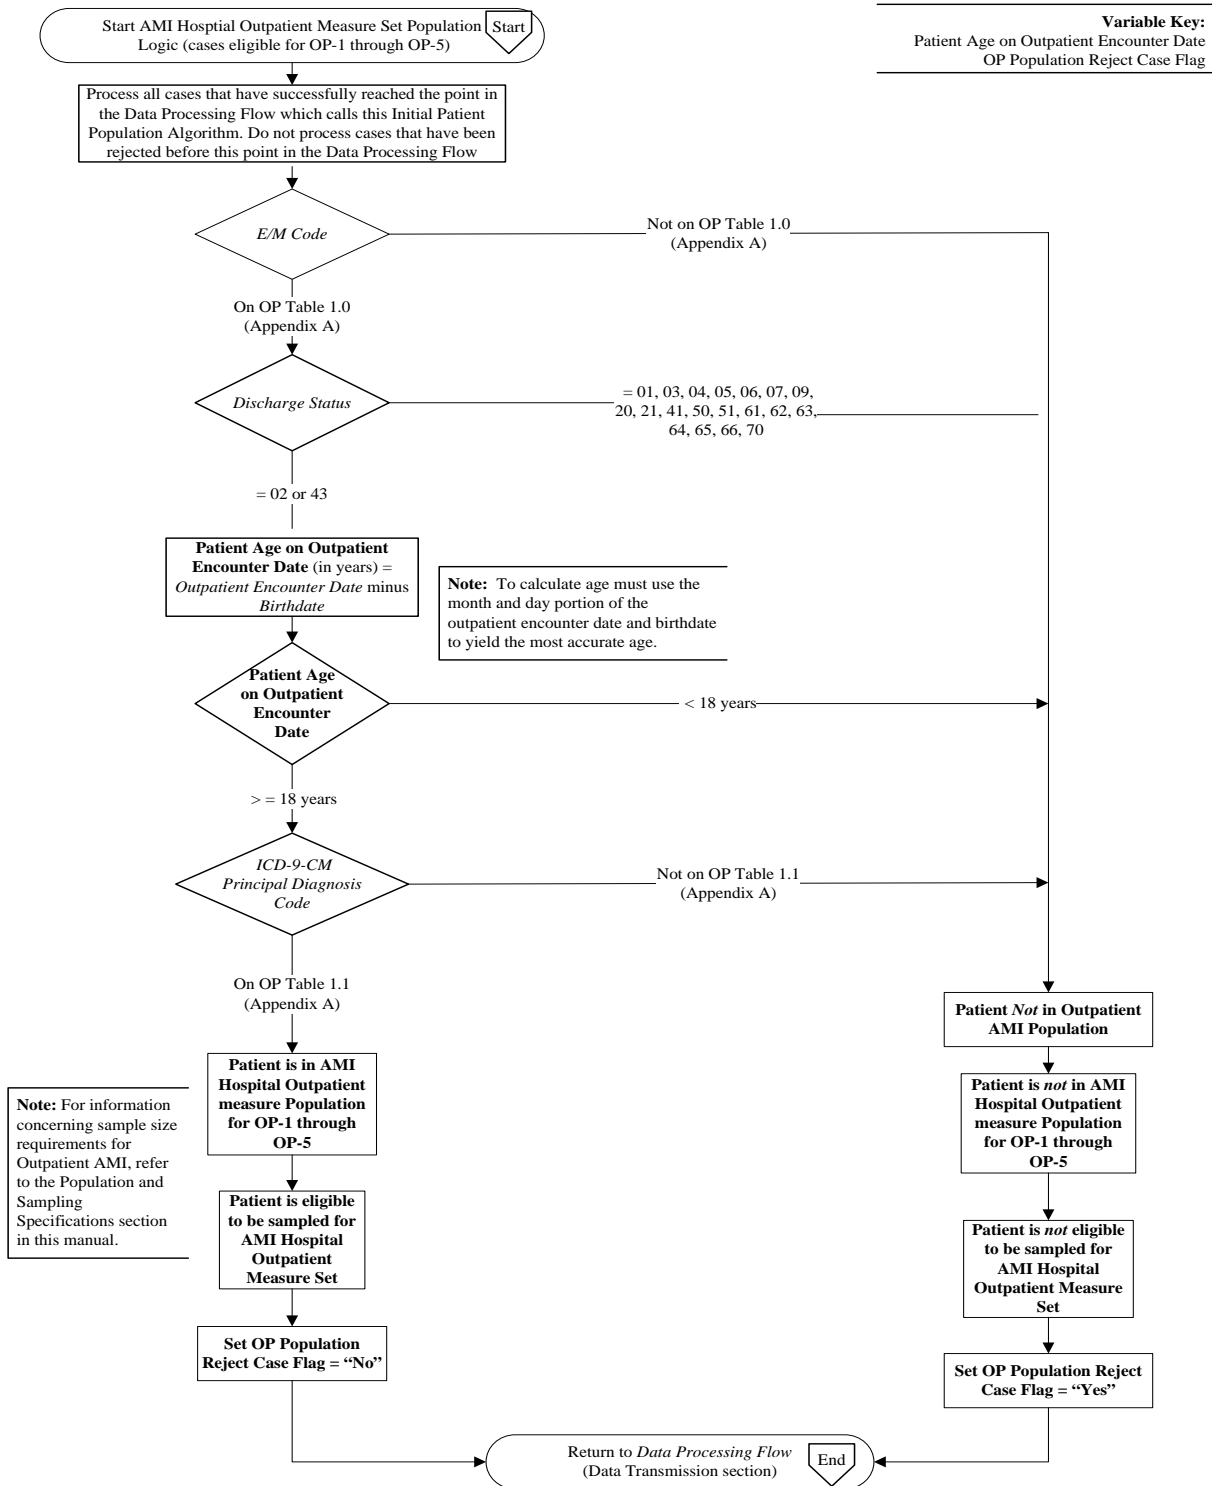 Start AMI Hosptial Outpatient Measure Set Population
Logic (cases eligible for OP-1 through OP-5)
Start
Variable Key:
Patient Age on Outpatient Encounter Date
OP Population Reject Case Flag
Process all cases that have successfully reached the point in
the Data Processing Flow which calls this Initial Patient
Population Algorithm. Do not process cases that have been
rejected before this point in the Data Processing Flow
E/M Code
Not on OP Table 1.0
(Appendix A)
On OP Table 1.0
(Appendix A)
Discharge Status
= 01, 03, 04, 05, 06, 07, 09,
20, 21, 41, 50, 51, 61, 62, 63,
64, 65, 66, 70
= 02 or 43
Patient Age on Outpatient
Encounter Date (in years) =
Outpatient Encounter Date minus
Birthdate
Note: To calculate age must use the
month and day portion of the
outpatient encounter date and birthdate
to yield the most accurate age.
Patient Age
on Outpatient
Encounter
Date
< 18 years
> = 18 years
ICD-9-CM
Principal Diagnosis
Code
Not on OP Table 1.1
(Appendix A)
On OP Table 1.1
(Appendix A)
Patient Not in Outpatient
AMI Population
Patient is in AMI
Hospital Outpatient
measure Population
for OP-1 through
OP-5
Patient is not in AMI
Hospital Outpatient
measure Population
for OP-1 through
OP-5
Note: For information
concerning sample size
requirements for
Outpatient AMI, refer
to the Population and
Sampling
Specifications section
in this manual.
Patient is eligible
to be sampled for
AMI Hospital
Outpatient
Measure Set
Patient is not eligible
to be sampled for
AMI Hospital
Outpatient Measure
Set
Set OP Population
Reject Case Flag = “No”
Set OP Population Reject
Case Flag = “Yes”
Return to Data Processing Flow
(Data Transmission section)
End